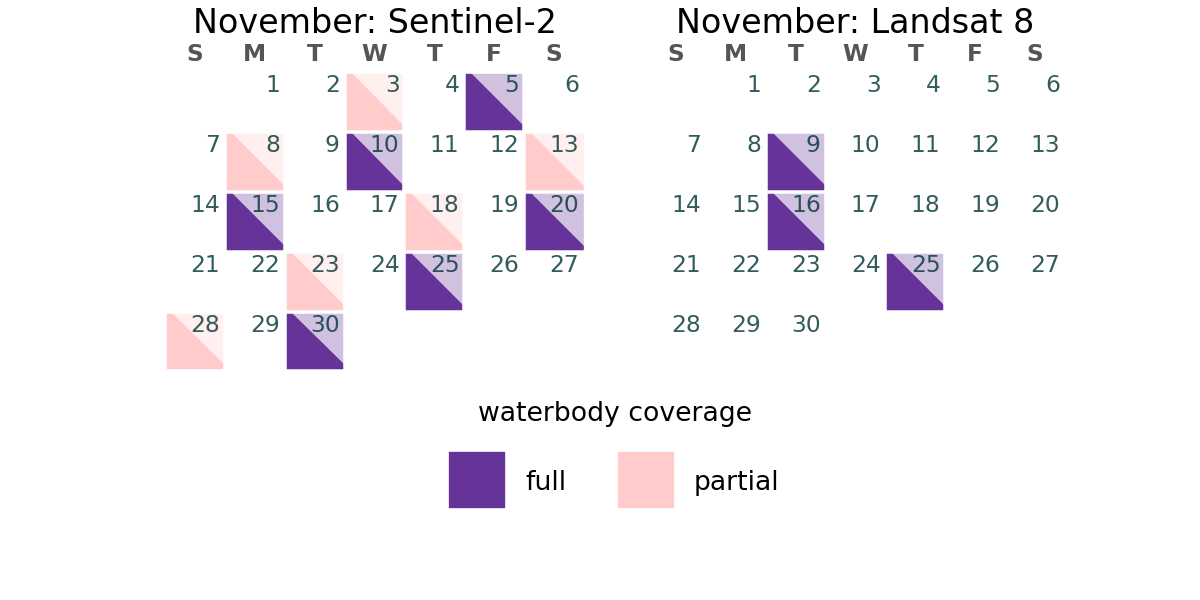 November: Sentinel-2
S M T W T F S
1 2 3 4 5 6
7 8 9 10 11 12 13
14 15 16 17 18 19 20
21 22 23 24 25 26 27
28 29 30
November: Landsat 8
S M T W T F S
1 2 3 4 5 6
7 8 9 10 11 12 13
14 15 16 17 18 19 20
21 22 23 24 25 26 27
28 29 30
waterbody coverage
full
partial